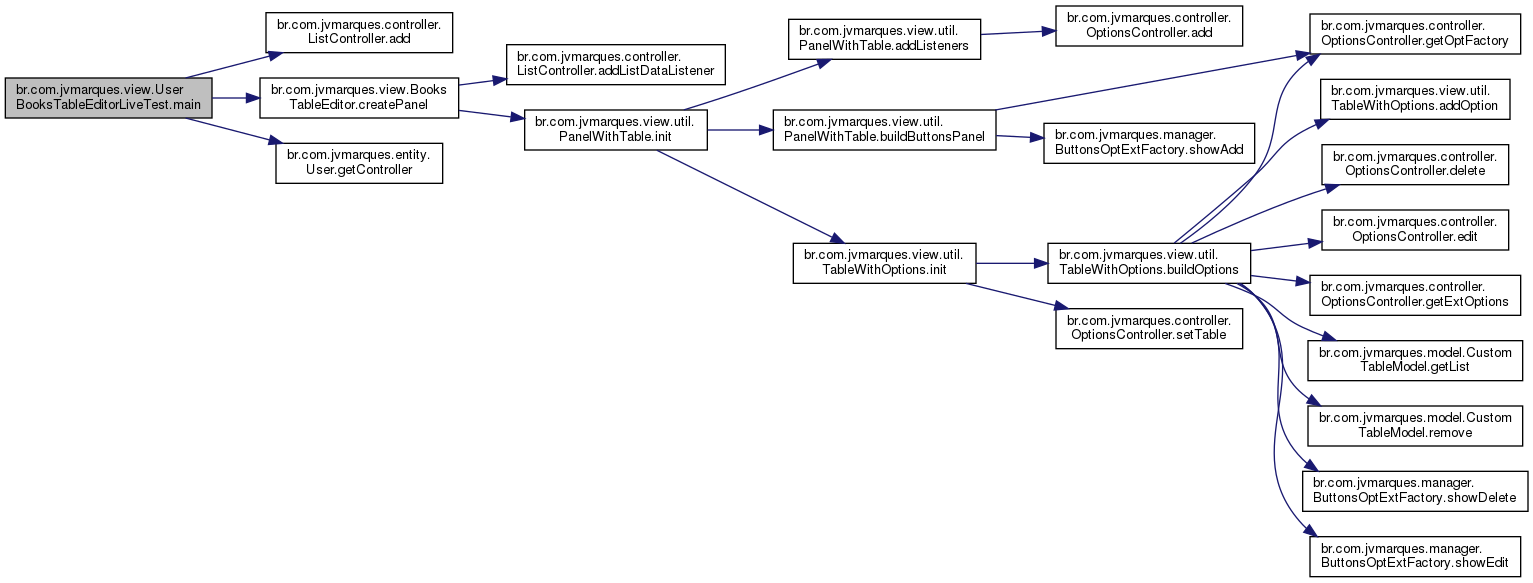 br.com.jvmarques.view.User
BooksTableEditorLiveTest.main
br.com.jvmarques.controller.
ListController.add
br.com.jvmarques.view.Books
TableEditor.createPanel
br.com.jvmarques.entity.
User.getController
br.com.jvmarques.controller.
ListController.addListDataListener
br.com.jvmarques.view.util.
PanelWithTable.init
br.com.jvmarques.view.util.
PanelWithTable.addListeners
br.com.jvmarques.view.util.
PanelWithTable.buildButtonsPanel
br.com.jvmarques.view.util.
TableWithOptions.init
br.com.jvmarques.controller.
OptionsController.add
br.com.jvmarques.manager.
ButtonsOptExtFactory.showAdd
br.com.jvmarques.view.util.
TableWithOptions.buildOptions
br.com.jvmarques.controller.
OptionsController.setTable
br.com.jvmarques.controller.
OptionsController.getOptFactory
br.com.jvmarques.view.util.
TableWithOptions.addOption
br.com.jvmarques.controller.
OptionsController.delete
br.com.jvmarques.controller.
OptionsController.edit
br.com.jvmarques.controller.
OptionsController.getExtOptions
br.com.jvmarques.model.Custom
TableModel.getList
br.com.jvmarques.model.Custom
TableModel.remove
br.com.jvmarques.manager.
ButtonsOptExtFactory.showDelete
br.com.jvmarques.manager.
ButtonsOptExtFactory.showEdit